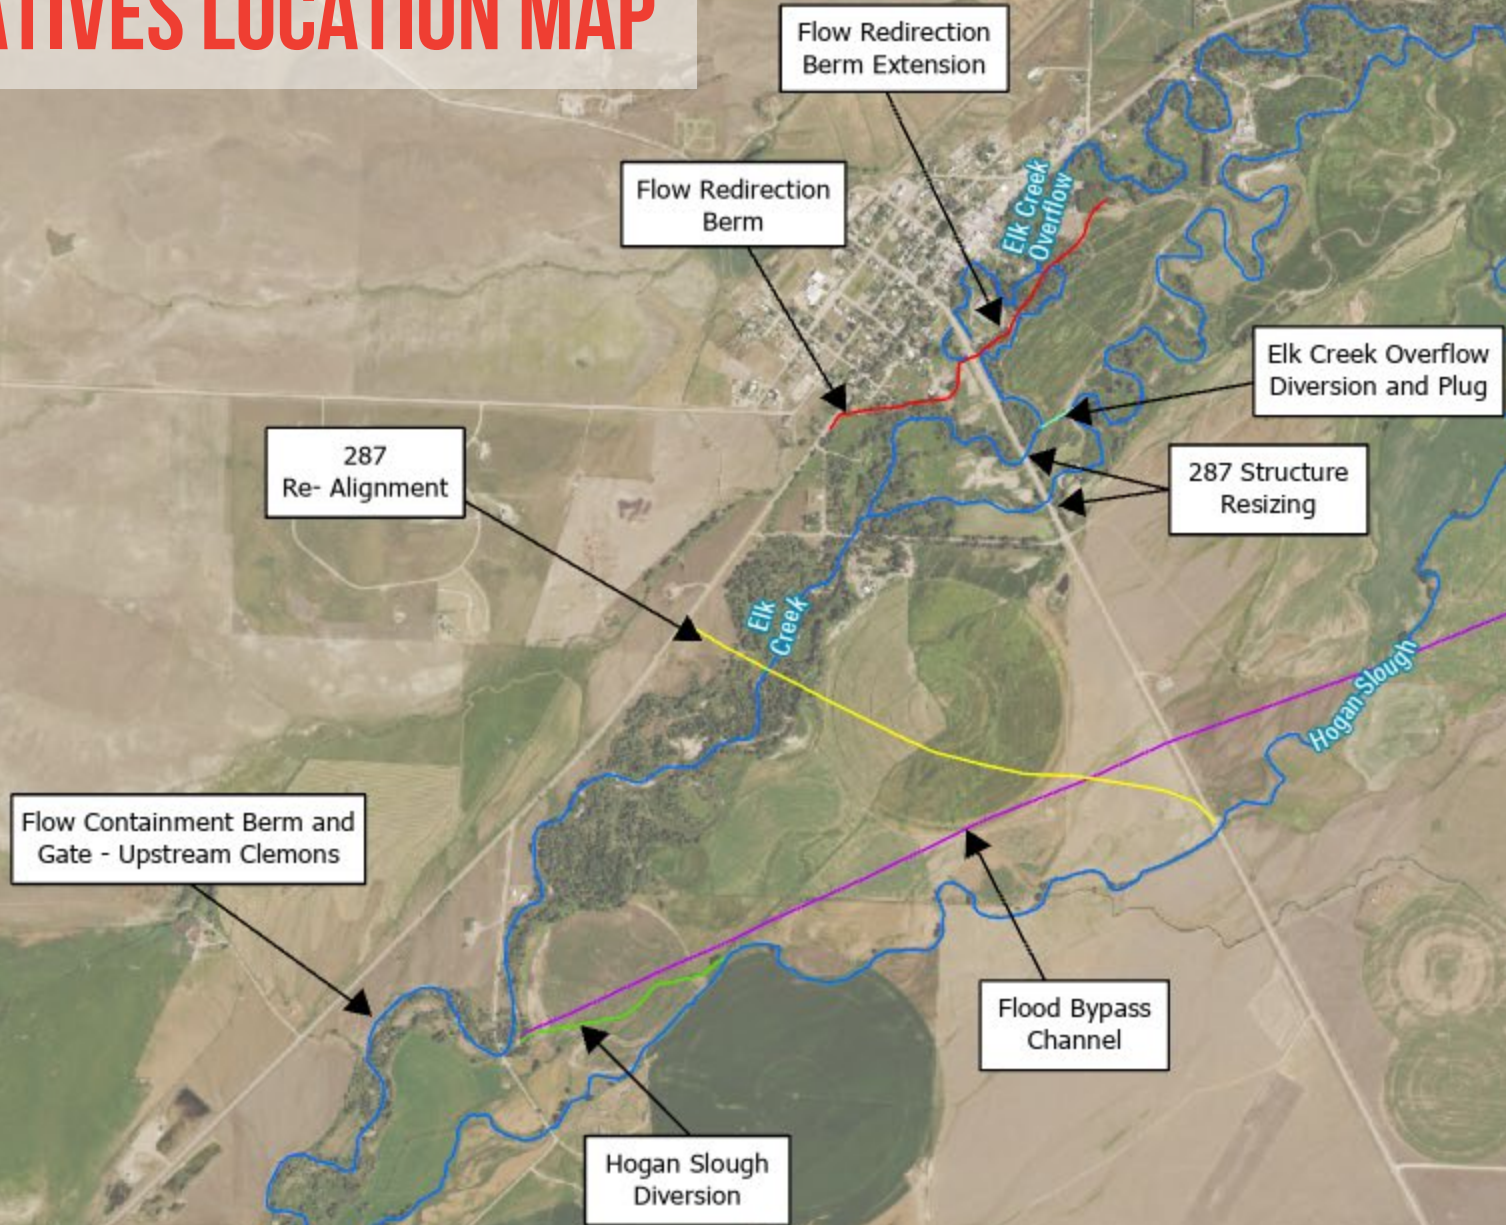 ATIVES LOCATION MAP
Flow Redirection
Berm Extension
Flow Redirection
Berm
Elk Creek
Overflow
Elk Creek Overflow
Diversion and Plug
287
Re- Alignment
287 Structure
Resizing
Elk
Creek
Hogan Slough
Flow Containment Berm and
Gate - Upstream Clemons
Flood Bypass
Channel
Hogan Slough
Diversion